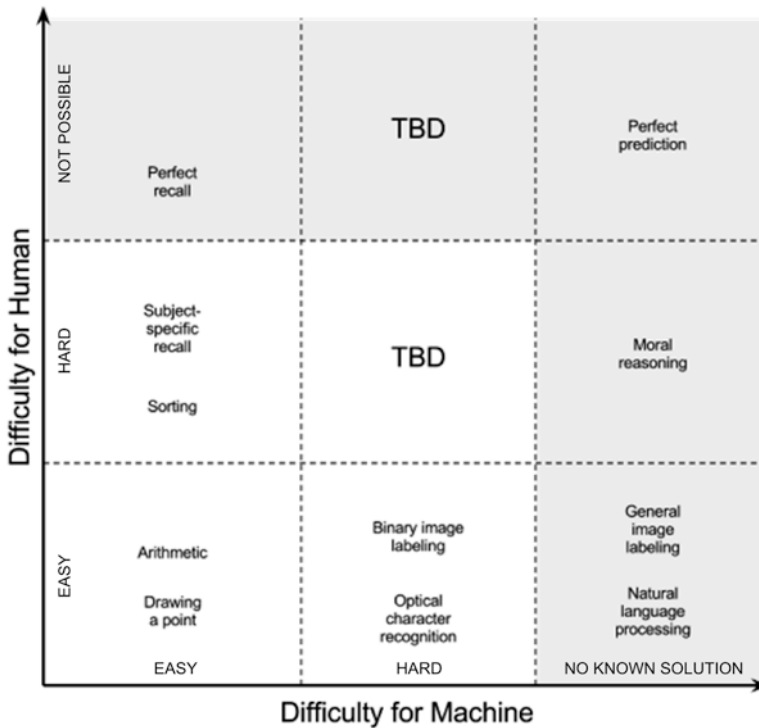 NOT POSSIBLE
TBD
Perfect
prediction
Perfect
recall
Difficulty for Human
HARD
Subject-
specific
recall
Sorting
TBD
Moral
reasoning
EASY
Arithmetic
Drawing
a point
Binary image
labeling
Optical
character
recognition
General
image
labeling
Natural
language
processing
EASY
HARD
NO KNOWN SOLUTION
Difficulty for Machine